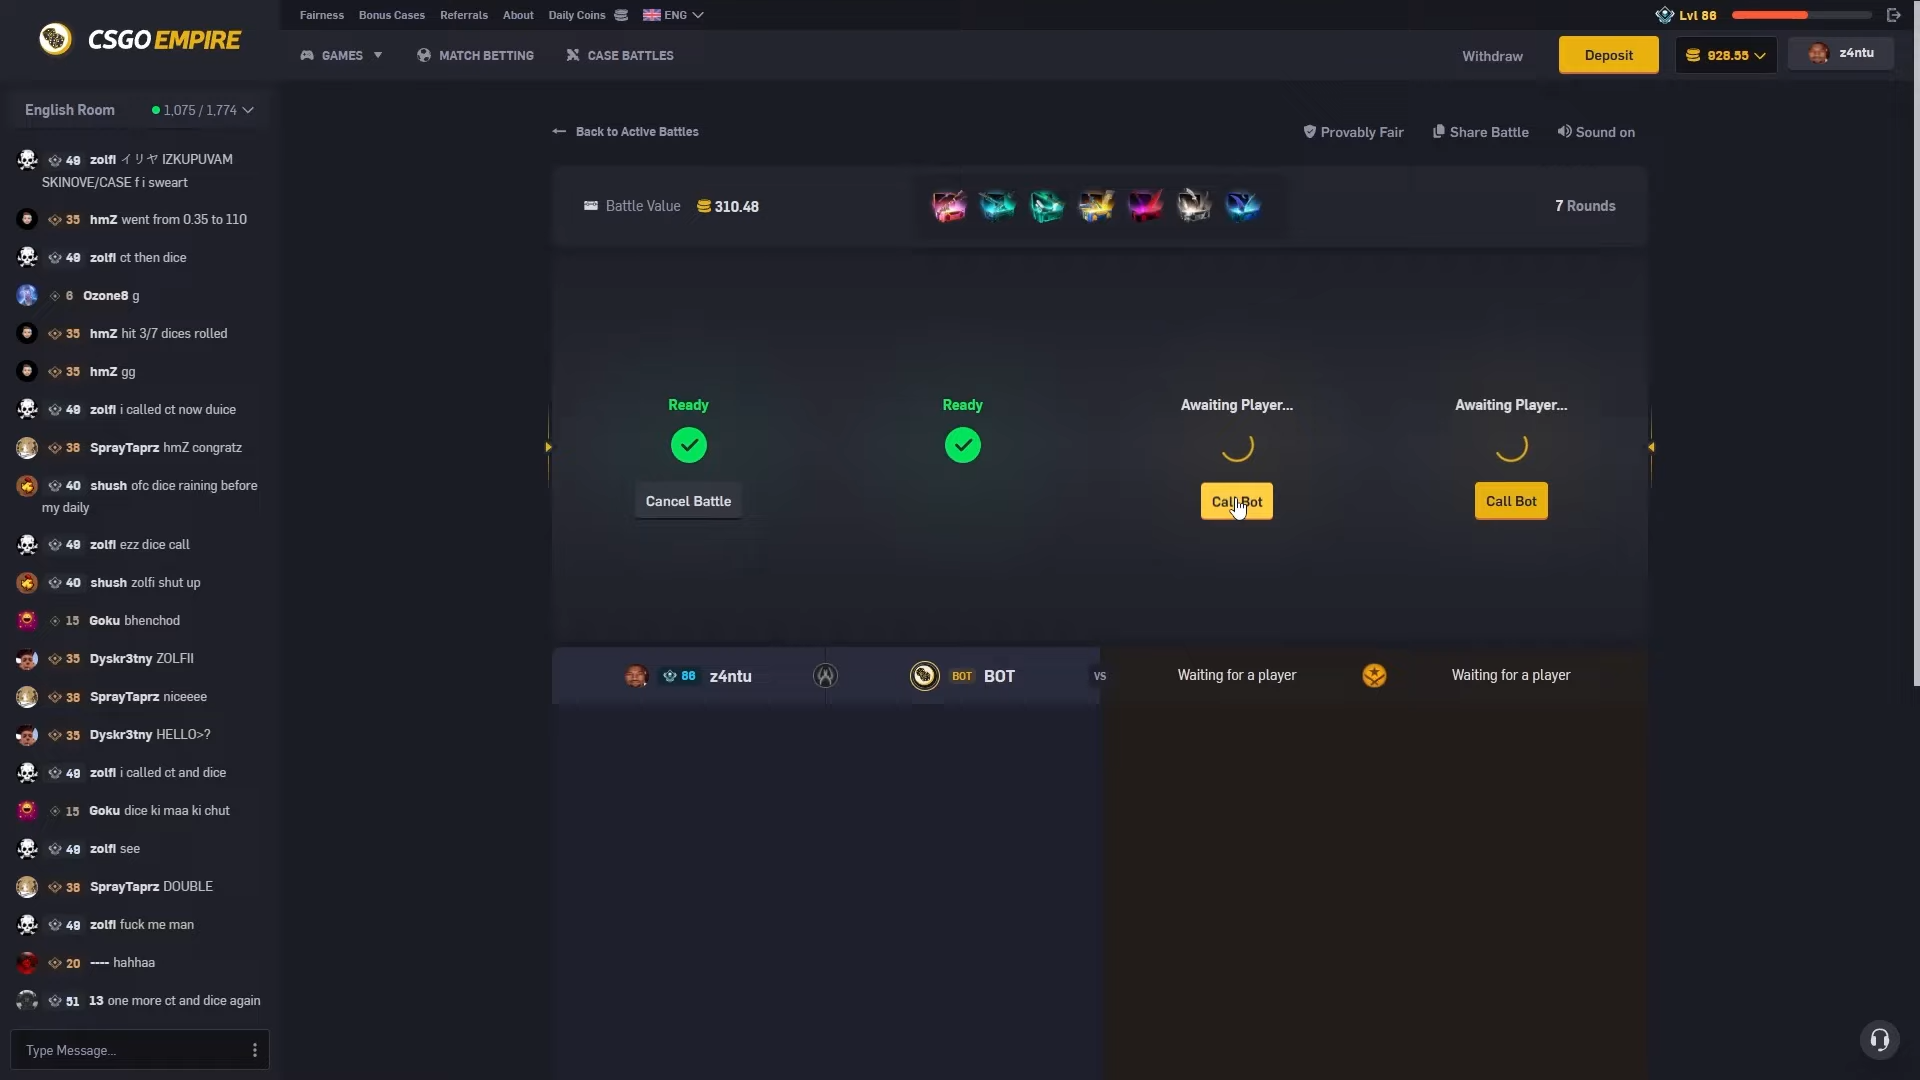 Fairness Bonus Cases Referrals About Daily Coins ENG
Lvl 86
CSGOEMPIRE
GAMES MATCH BETTING CASE BATTLES
Withdraw Deposit 928.55 z4ntu
English Room 1,075 / 1,774
49 zolfi イリヤ IZKUPUVAM
SKINOVE/CASE f i sweart
35 hmZ went from 0.35 to 110
49 zolfi ct then dice
6 Ozone8 g
35 hmZ hit 3/7 dices rolled
35 hmZ gg
49 zolfi i called ct now duice
38 SprayTaprz hmZ congratz
40 shush ofc dice raining before
my daily
49 zolfi ezz dice call
40 shush zolfi shut up
15 Goku bhenchod
35 Dyskr3tny ZOLFII
38 SprayTaprz niceeee
35 Dyskr3tny HELLO>?
49 zolfi i called ct and dice
15 Goku dice ki maa ki chut
49 zolfi see
38 SprayTaprz DOUBLE
49 zolfi fuck me man
20 ---- hahhaa
51 13 one more ct and dice again
Type Message...
Back to Active Battles
Provably Fair Share Battle Sound on
Battle Value 310.48
7 Rounds
Ready Ready Awaiting Player... Awaiting Player...
Cancel Battle Call Bot Call Bot
86 z4ntu BOT BOT VS Waiting for a player Waiting for a player